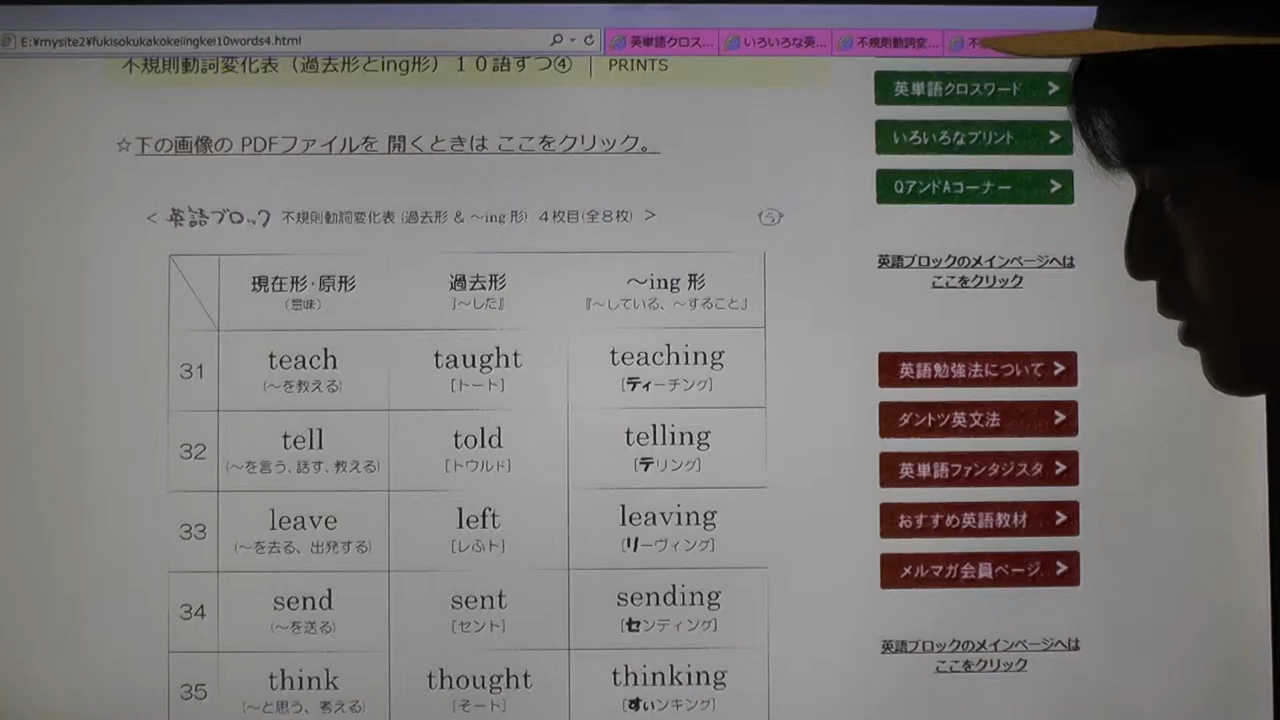 E:¥mysite2¥fukisokukakokeiingkei10words4.html
英単語クロス...
いろいろな英...
不規則動詞変...
不規則動詞変化表（過去形とing形）１０語ずつ④ │ PRINTS
☆下の画像の PDFファイルを 開くときは ここをクリック。
＜ 英語ブロック 不規則動詞変化表 (過去形 ＆ ～ing 形) ４枚目(全８枚) ＞
現在形・原形 過去形 ～ing 形
(意味) 『～した』 『～している、～すること』
31 teach taught teaching
(～を教える) [トート] [ティーチング]
32 tell told telling
(～を言う、話す、教える) [トウルド] [テリング]
33 leave left leaving
(～を去る、出発する) [レふト] [リーヴィング]
34 send sent sending
(～を送る) [セント] [センディング]
35 think thought thinking
(～と思う、考える) [そート] [すぃンキング]
英単語クロスワード
いろいろなプリント
QアンドAコーナー
英語ブロックのメインページへは
ここをクリック
英語勉強法について
ダントツ英文法
英単語ファンタジスタ
おすすめ英語教材
メルマガ会員ページ
英語ブロックのメインページへは
ここをクリック